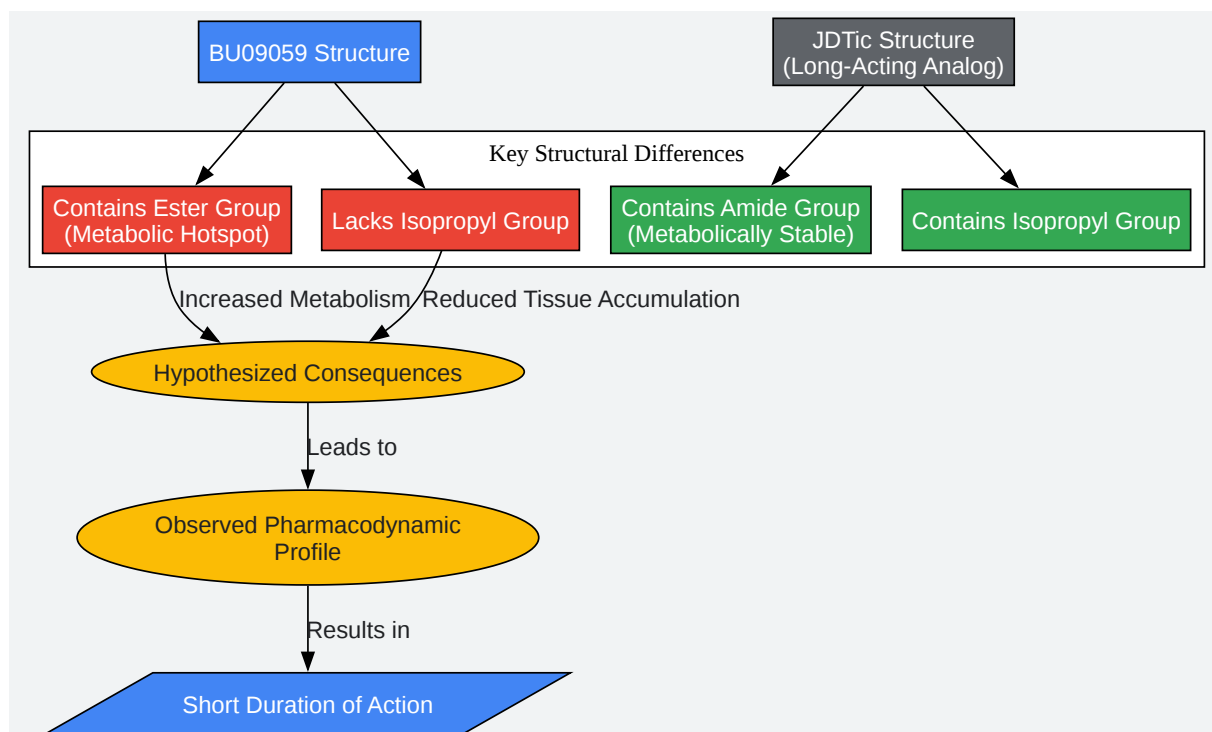 BU09059 Structure
JDTic Structure
(Long-Acting Analog)
Key Structural Differences
Contains Ester Group
(Metabolic Hotspot)
Lacks Isopropyl Group
Contains Amide Group
(Metabolically Stable)
Contains Isopropyl Group
Increased Metabolism
Reduced Tissue Accumulation
Hypothesized Consequences
Leads to
Observed Pharmacodynamic
Profile
Results in
Short Duration of Action